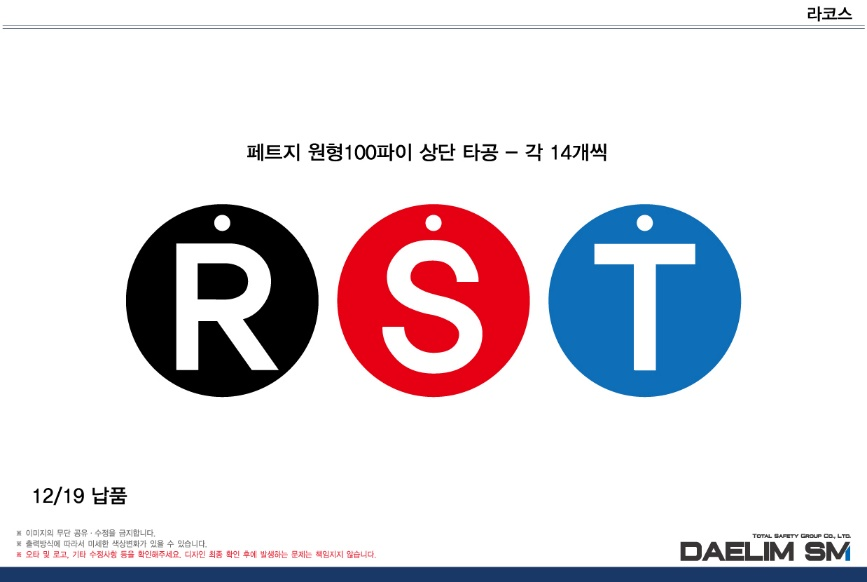 라코스
페트지 원형100파이 상단 타공 – 각 14개씩
R S T
12/19 납품
※ 이미지의 무단 공유 · 수정을 금지합니다.
※ 출력방식에 따라서 미세한 색상변화가 있을 수 있습니다.
※ 오타 및 로고, 기타 수정사항 등을 확인해주세요. 디자인 최종 확인 후에 발생하는 문제는 책임지지 않습니다.
TOTAL SAFETY GROUP CO., LTD.
DAELIM SM